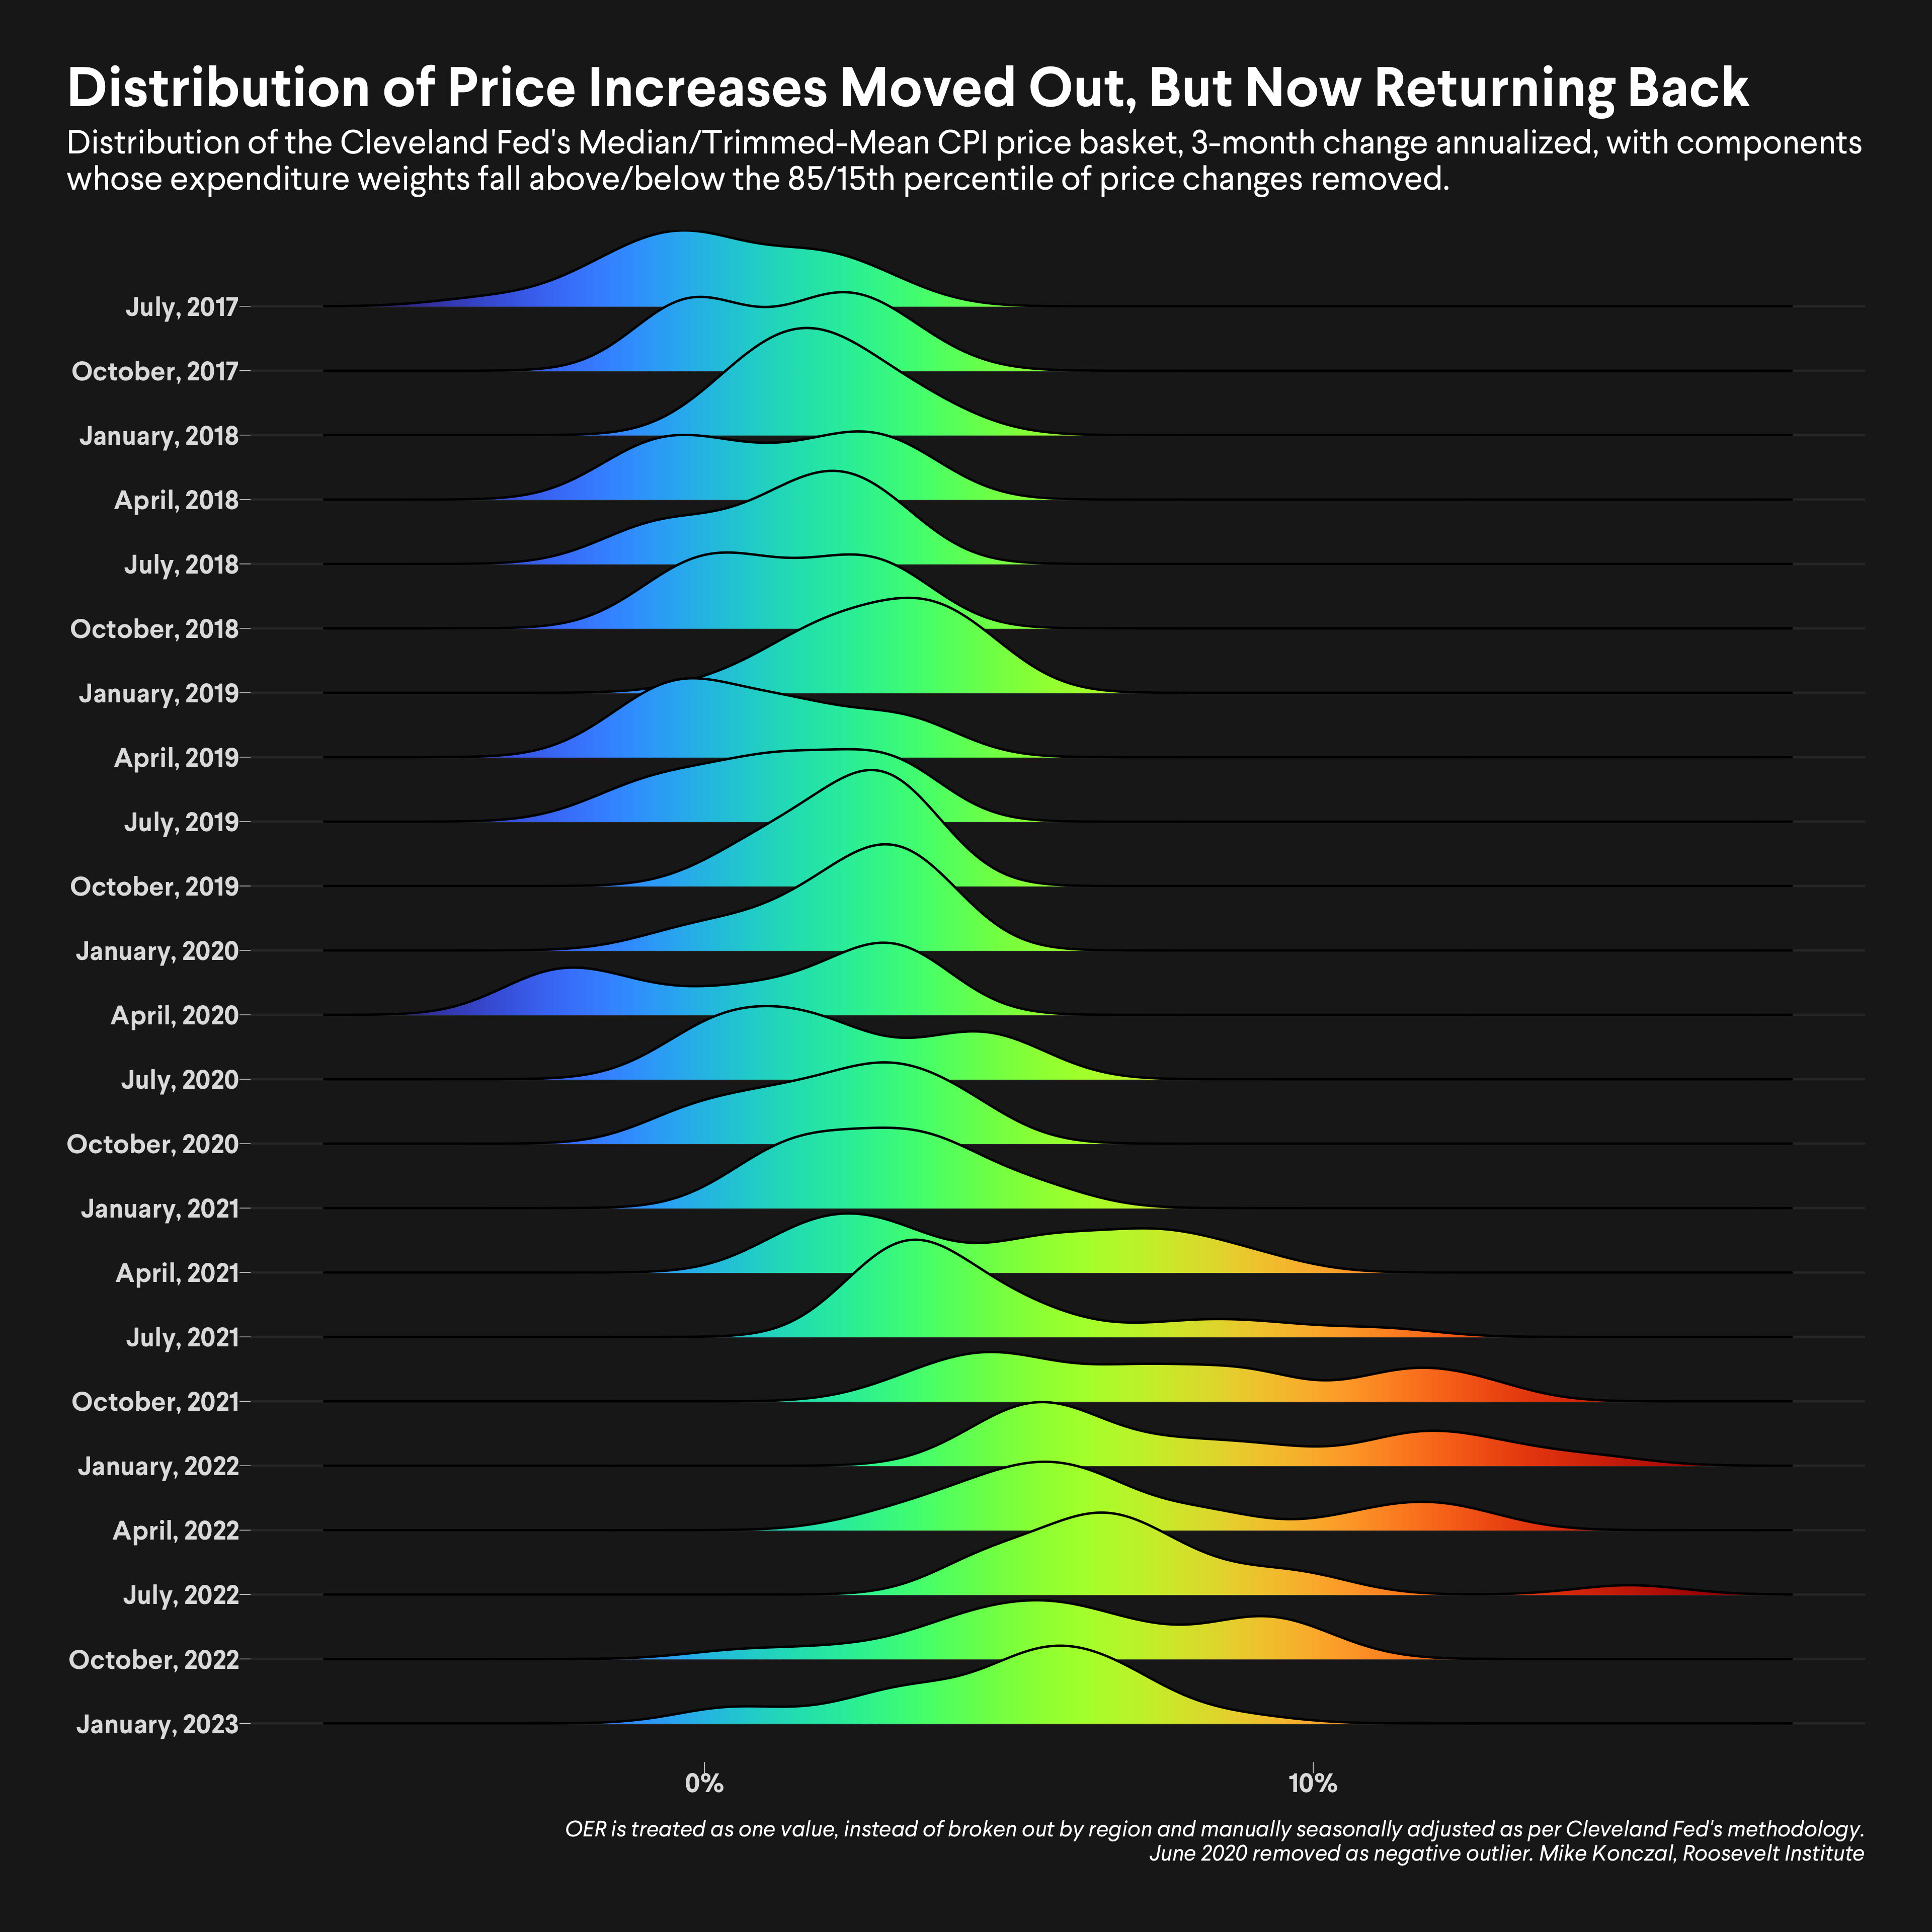 Distribution of Price Increases Moved Out, But Now Returning Back
Distribution of the Cleveland Fed's Median/Trimmed-Mean CPI price basket, 3-month change annualized, with components
whose expenditure weights fall above/below the 85/15th percentile of price changes removed.
July, 2017
October, 2017
January, 2018
April, 2018
July, 2018
October, 2018
January, 2019
April, 2019
July, 2019
October, 2019
January, 2020
April, 2020
July, 2020
October, 2020
January, 2021
April, 2021
July, 2021
October, 2021
January, 2022
April, 2022
July, 2022
October, 2022
January, 2023
0% 10%
OER is treated as one value, instead of broken out by region and manually seasonally adjusted as per Cleveland Fed's methodology.
June 2020 removed as negative outlier. Mike Konczal, Roosevelt Institute